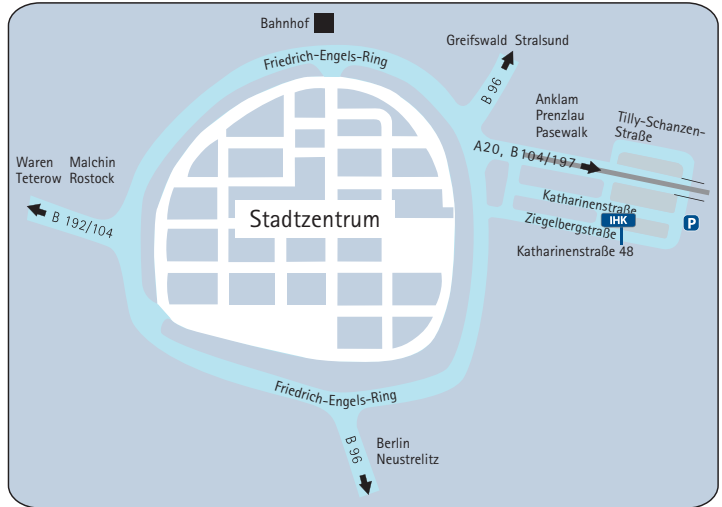 Bahnhof
Friedrich-Engels-Ring
Greifswald Stralsund
B 96
Anklam
Prenzlau
Pasewalk
Tilly-Schanzen-
Straße
A20, B104/197
Waren Malchin
Teterow Rostock
B 192/104
Stadtzentrum
Katharinenstraße
IHK
P
Ziegelbergstraße
Katharinenstraße 48
Friedrich-Engels-Ring
B 96
Berlin
Neustrelitz